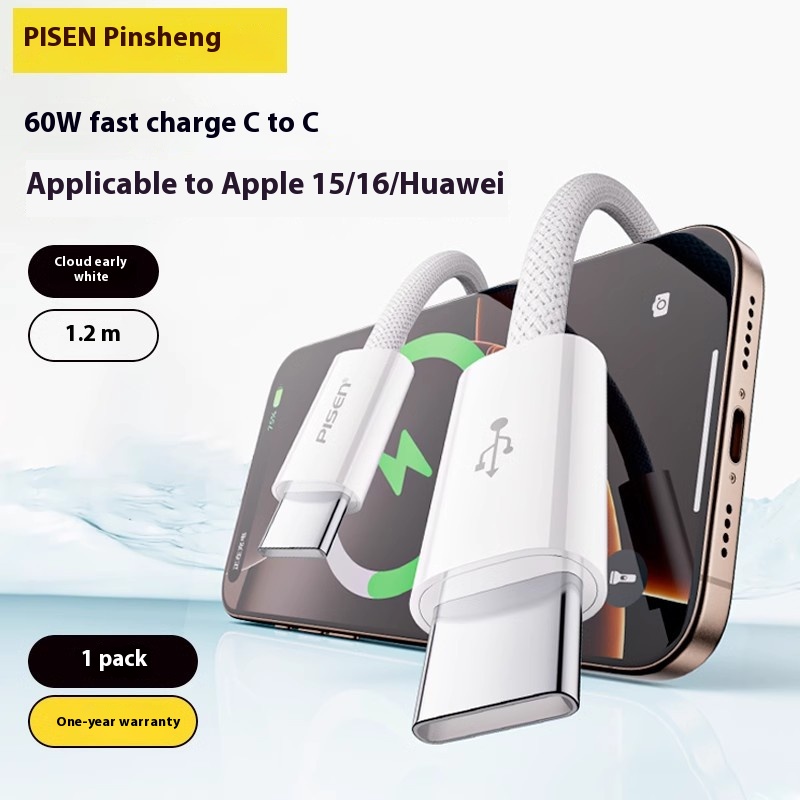 PISEN Pinsheng
60W fast charge C to C
Applicable to Apple 15/16/Huawei
Cloud early
white
1.2 m
PISEN
75%
1 pack
One-year warranty